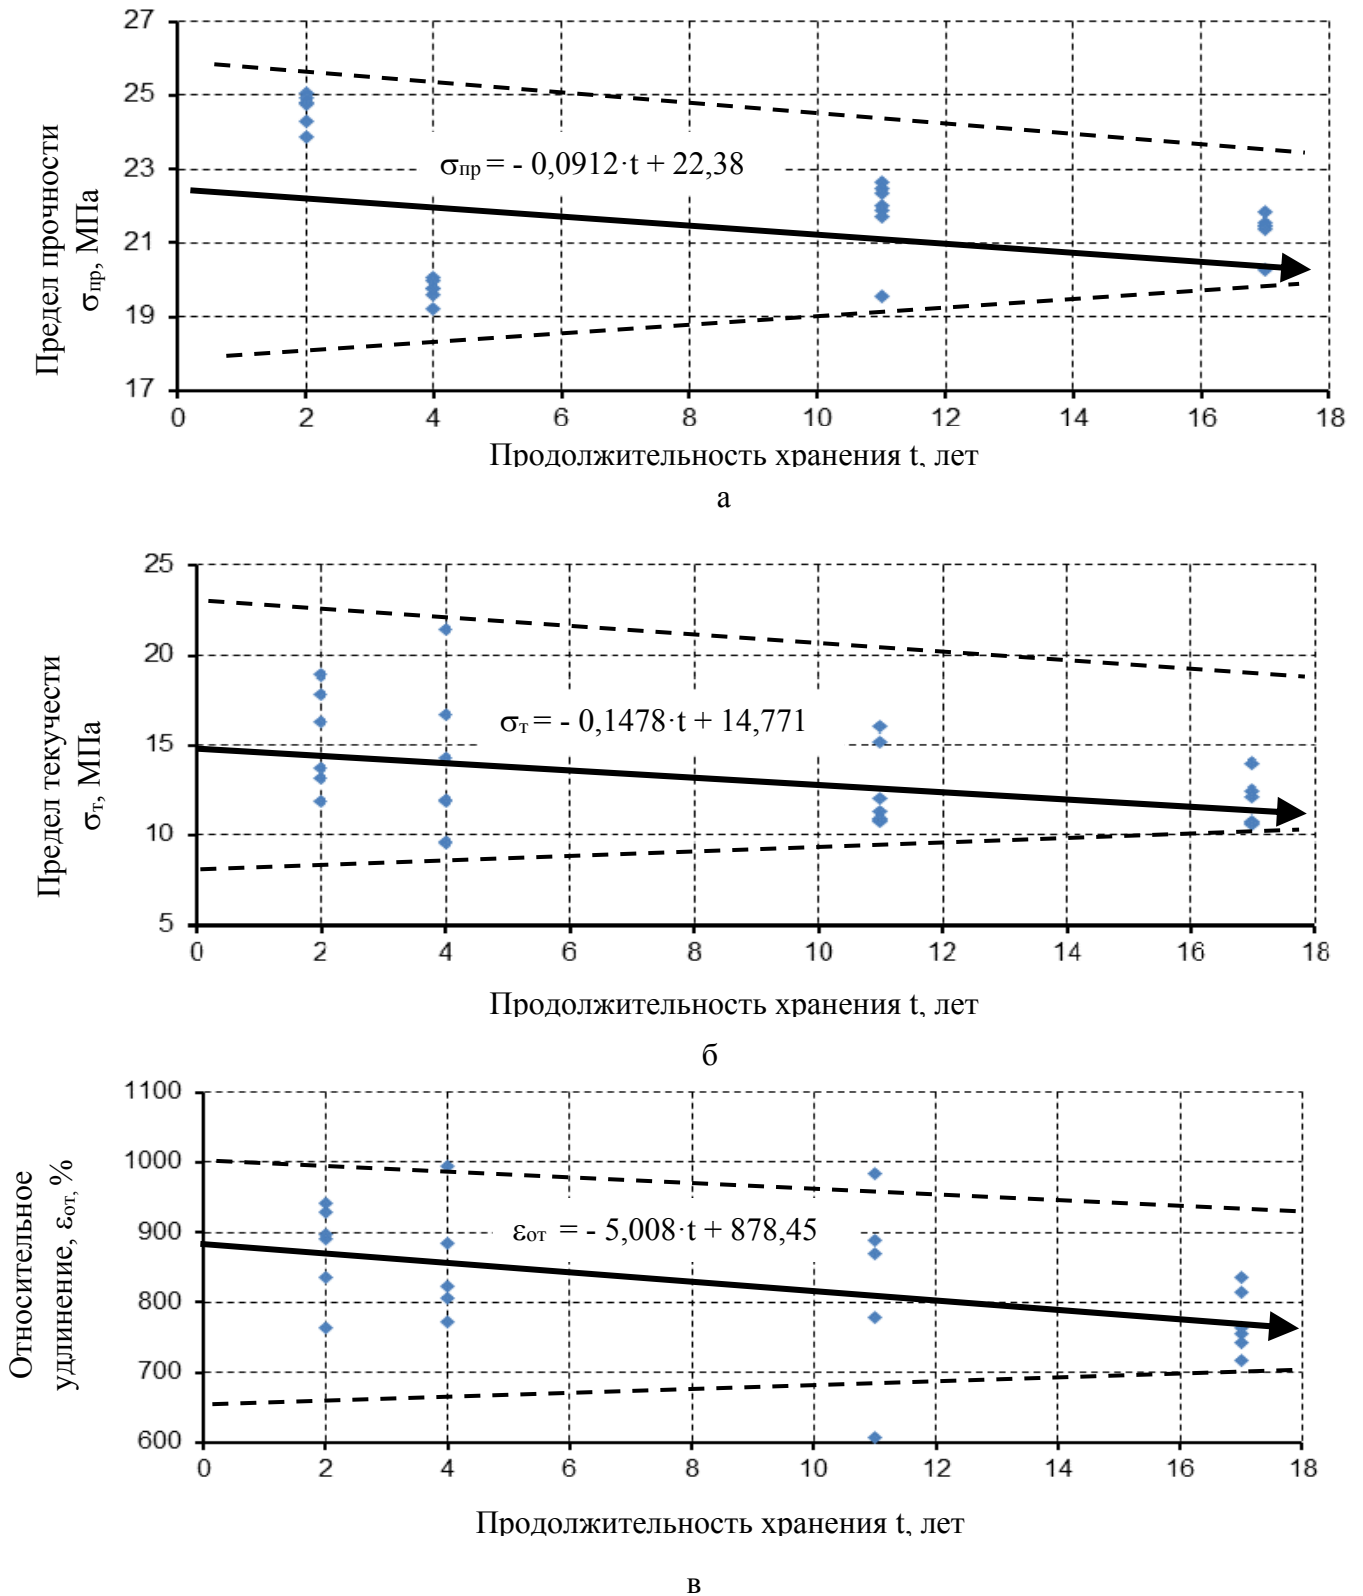 27
25
23
21
19
17
Предел прочности
σпр, МПа
σпр = - 0,0912·t + 22,38
0 2 4 6 8 10 12 14 16 18
Продолжительность хранения t, лет
а
25
20
15
10
5
Предел текучести
σт, МПа
σт = - 0,1478·t + 14,771
0 2 4 6 8 10 12 14 16 18
Продолжительность хранения t, лет
б
1100
1000
900
800
700
600
Относительное
удлинение, εот, %
εот = - 5,008·t + 878,45
0 2 4 6 8 10 12 14 16 18
Продолжительность хранения t, лет
в